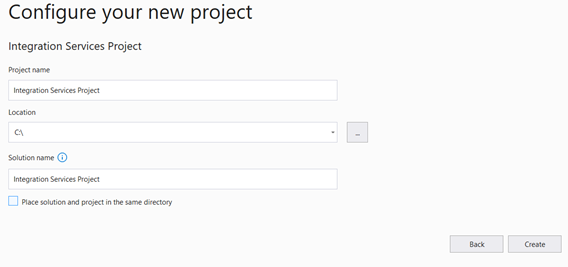 Configure your new project
Integration Services Project
Project name
Integration Services Project
Location
C:\
...
Solution name
Integration Services Project
Place solution and project in the same directory
Back Create